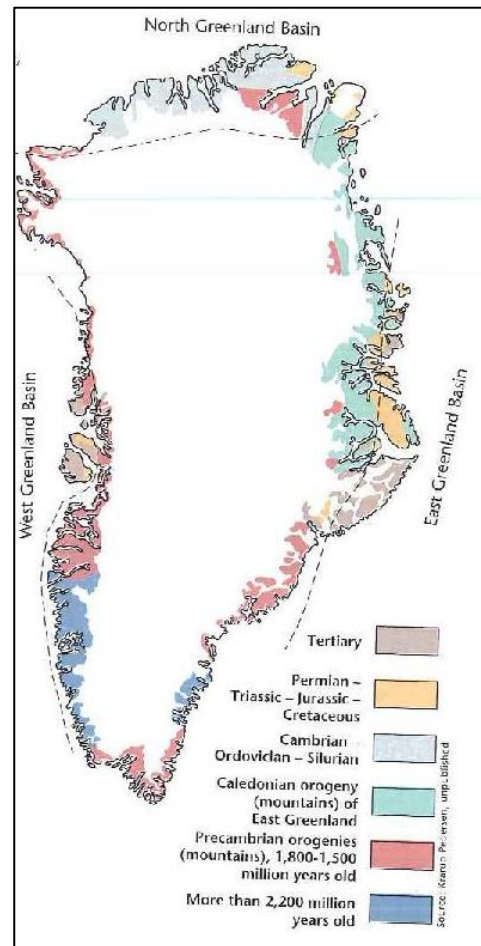 North Greenland Basin
West Greenland Basin
East Greenland Basin
Tertiary
Permian –
Triassic – Jurassic –
Cretaceous
Cambrian –
Ordovician – Silurian
Caledonian orogeny
(mountains) of
East Greenland
Precambrian orogenies
(mountains), 1,800-1,500
million years old
More than 2,200 million
years old
Source: Krarup Pedersen, unpublished